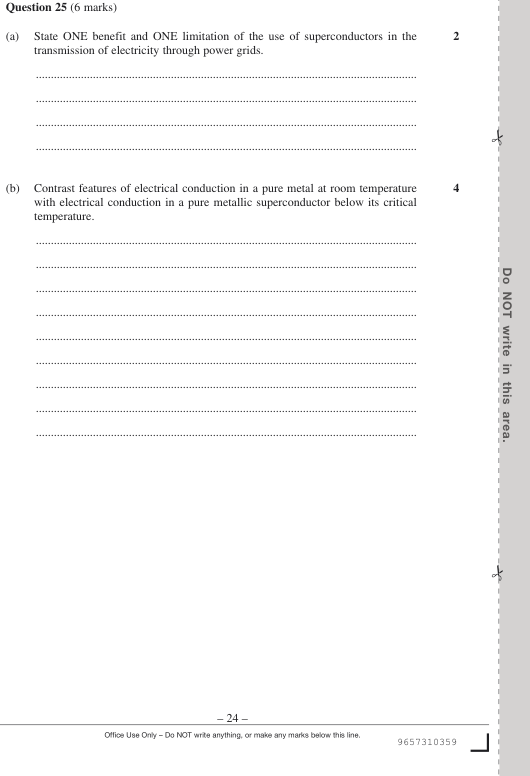 Question 25 (6 marks)
(a) State ONE benefit and ONE limitation of the use of superconductors in the 2
transmission of electricity through power grids.
................................................................................................................................
................................................................................................................................
................................................................................................................................
................................................................................................................................
(b) Contrast features of electrical conduction in a pure metal at room temperature 4
with electrical conduction in a pure metallic superconductor below its critical
temperature.
................................................................................................................................
................................................................................................................................
................................................................................................................................
................................................................................................................................
................................................................................................................................
................................................................................................................................
................................................................................................................................
................................................................................................................................
................................................................................................................................
Do NOT write in this area.
– 24 –
Office Use Only – Do NOT write anything, or make any marks below this line.
9657310359